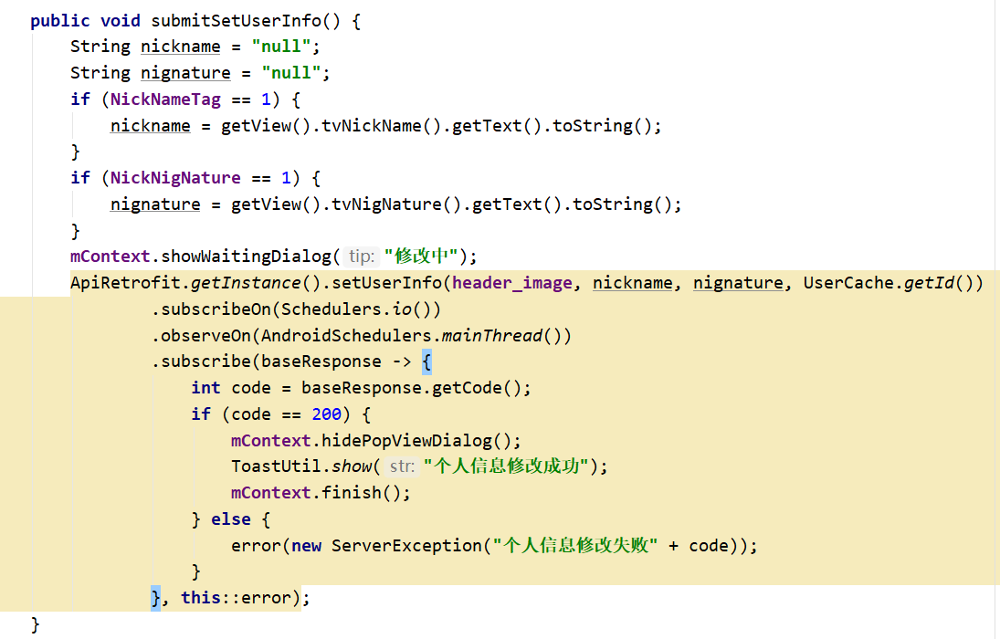 public void submitSetUserInfo() {
String nickname = "null";
String nignature = "null";
if (NickNameTag == 1) {
nickname = getView().tvNickName().getText().toString();
}
if (NickNigNature == 1) {
nignature = getView().tvNigNature().getText().toString();
}
mContext.showWaitingDialog( tip: "修改中");
ApiRetrofit.getInstance().setUserInfo(header_image, nickname, nignature, UserCache.getId())
.subscribeOn(Schedulers.io())
.observeOn(AndroidSchedulers.mainThread())
.subscribe(baseResponse -> {
int code = baseResponse.getCode();
if (code == 200) {
mContext.hidePopViewDialog();
ToastUtil.show( str: "个人信息修改成功");
mContext.finish();
} else {
error(new ServerException("个人信息修改失败" + code));
}
}, this::error);
}